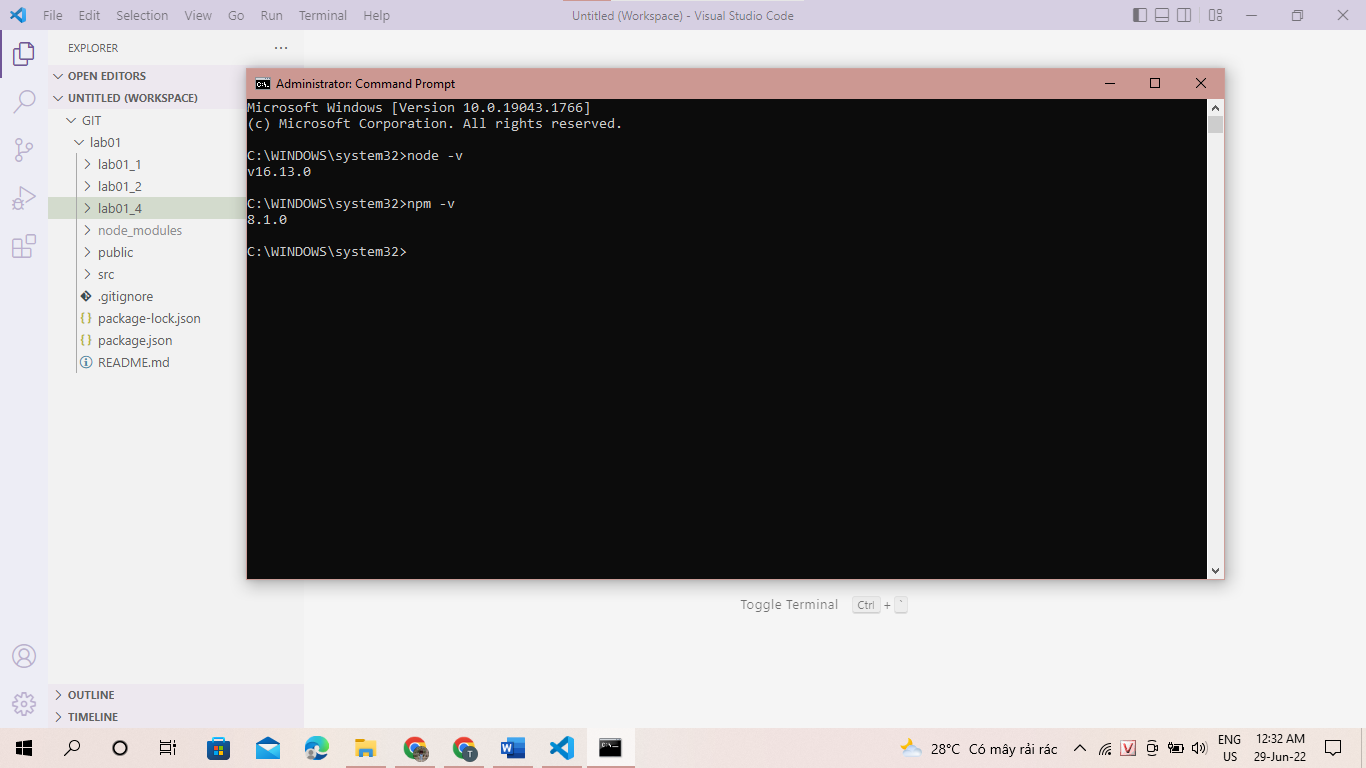 File Edit Selection View Go Run Terminal Help Untitled (Workspace) - Visual Studio Code
EXPLORER
OPEN EDITORS
UNTITLED (WORKSPACE)
GIT
lab01
lab01_1
lab01_2
lab01_4
node_modules
public
src
.gitignore
package-lock.json
package.json
README.md
OUTLINE
TIMELINE
Administrator: Command Prompt
Microsoft Windows [Version 10.0.19043.1766]
(c) Microsoft Corporation. All rights reserved.
C:\WINDOWS\system32>node -v
v16.13.0
C:\WINDOWS\system32>npm -v
8.1.0
C:\WINDOWS\system32>
Toggle Terminal Ctrl + `
28°C Có mây rải rác
ENG
US
12:32 AM
29-Jun-22